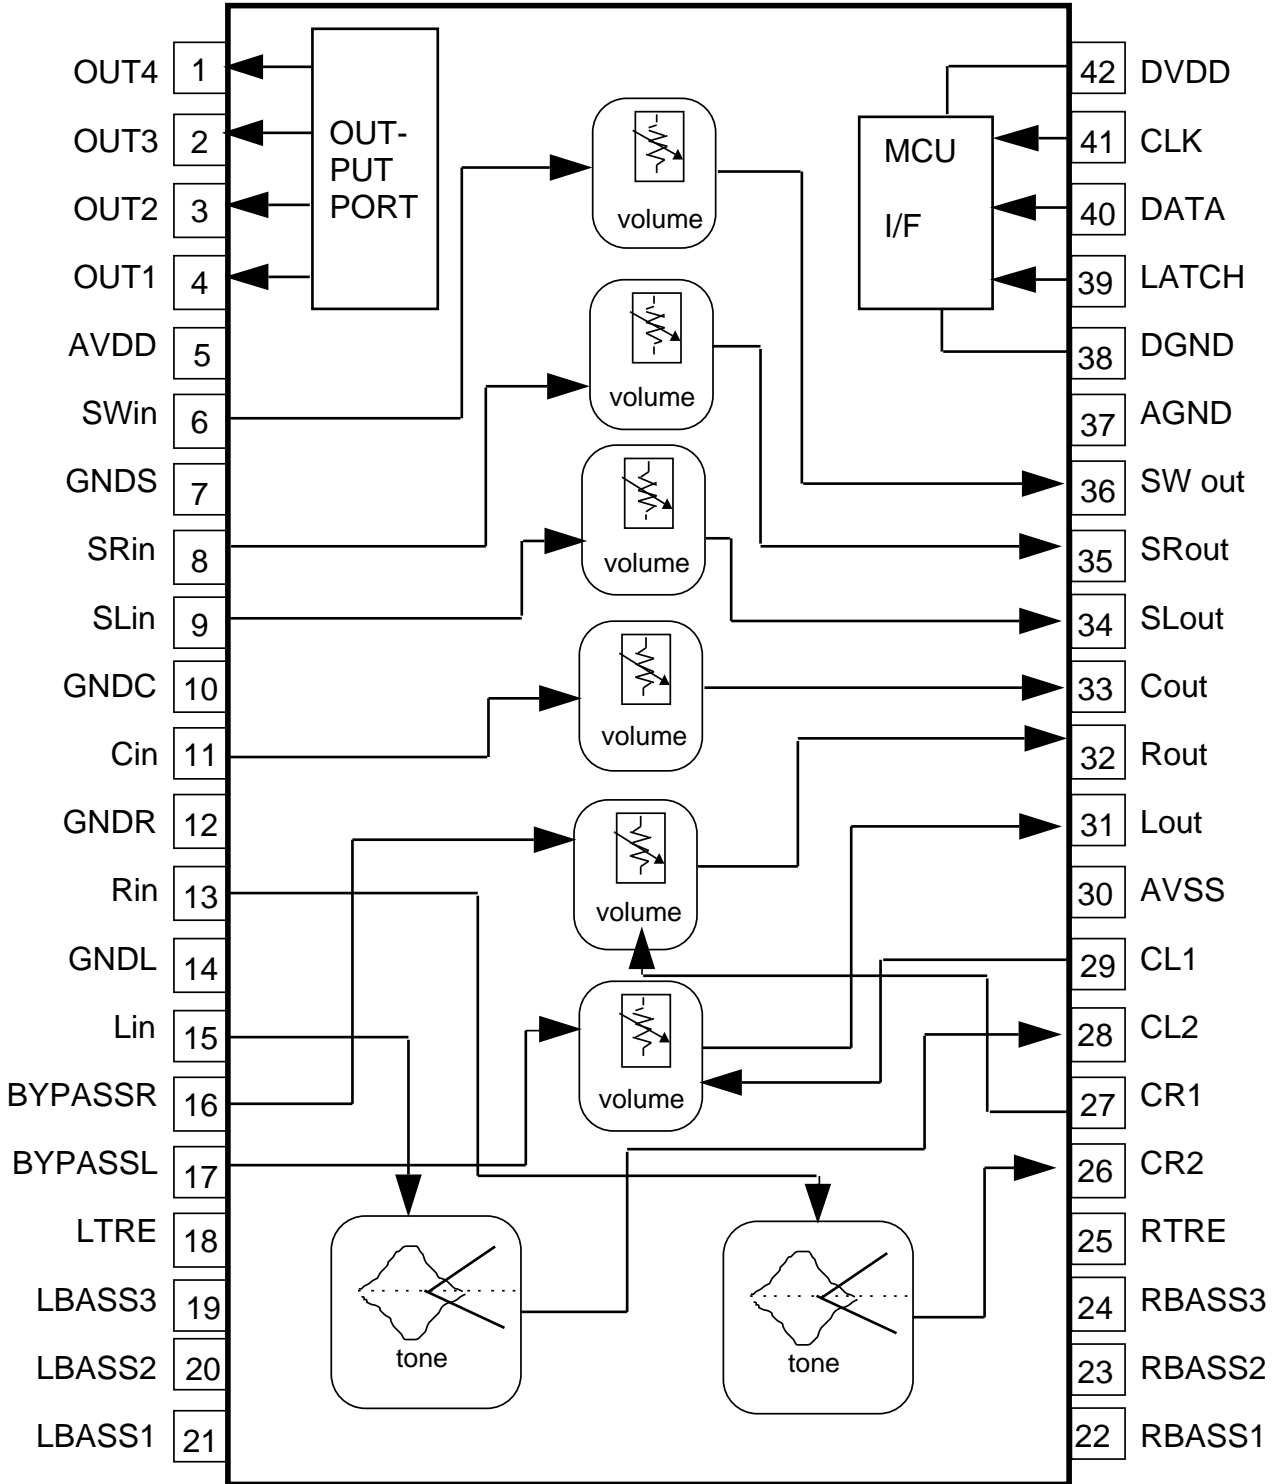 OUT4 1
OUT3 2
OUT2 3
OUT1 4
AVDD 5
SWin 6
GNDS 7
SRin 8
SLin 9
GNDC 10
Cin 11
GNDR 12
Rin 13
GNDL 14
Lin 15
BYPASSR 16
BYPASSL 17
LTRE 18
LBASS3 19
LBASS2 20
LBASS1 21
OUT-
PUT
PORT
volume
volume
volume
volume
volume
volume
tone
tone
MCU
I/F
42 DVDD
41 CLK
40 DATA
39 LATCH
38 DGND
37 AGND
36 SW out
35 SRout
34 SLout
33 Cout
32 Rout
31 Lout
30 AVSS
29 CL1
28 CL2
27 CR1
26 CR2
25 RTRE
24 RBASS3
23 RBASS2
22 RBASS1